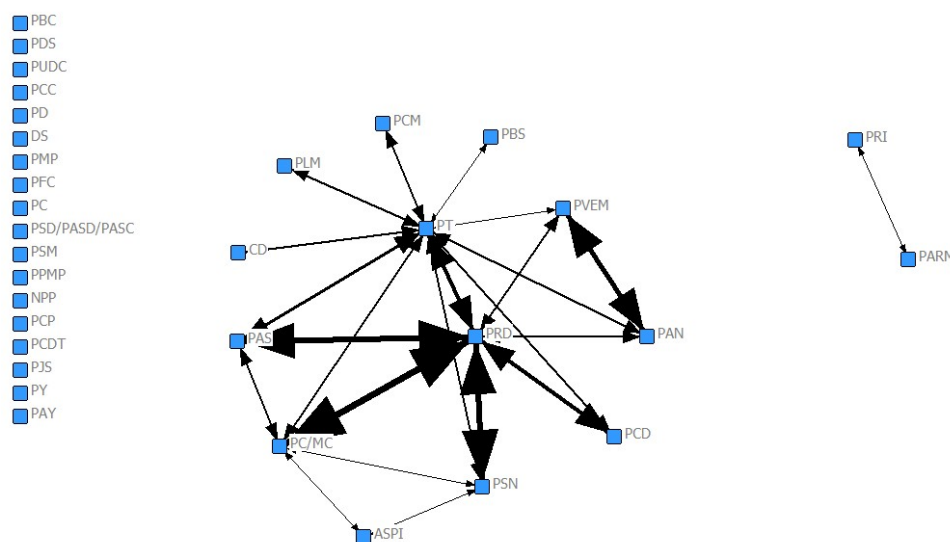 PBC
PDS
PUDC
PCC
PD
DS
PMP
PFC
PC
PSD/PASD/PASC
PSM
PPMP
NPP
PCP
PCDT
PJS
PY
PAY
PCM
PBS
PRI
PLM
PVEM
PT
CD
PARM
PRD
PAN
PAS
PCD
PC/MC
PSN
ASPI